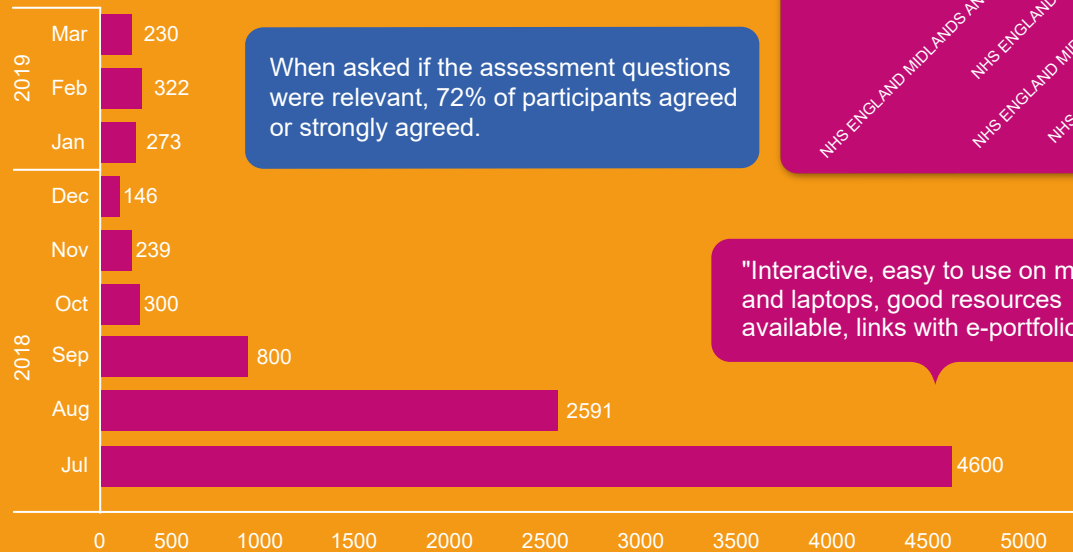 2019
Mar 230
Feb 322
Jan 273
2018
Dec 146
Nov 239
Oct 300
Sep 800
Aug 2591
Jul 4600
0 500 1000 1500 2000 2500 3000 3500 4000 4500 5000
When asked if the assessment questions
were relevant, 72% of participants agreed
or strongly agreed.
NHS ENGLAND MIDLANDS
NHS ENGLAND
NHS ENGLAND
NHS
"Interactive, easy to use on
and laptops, good resources
available, links with